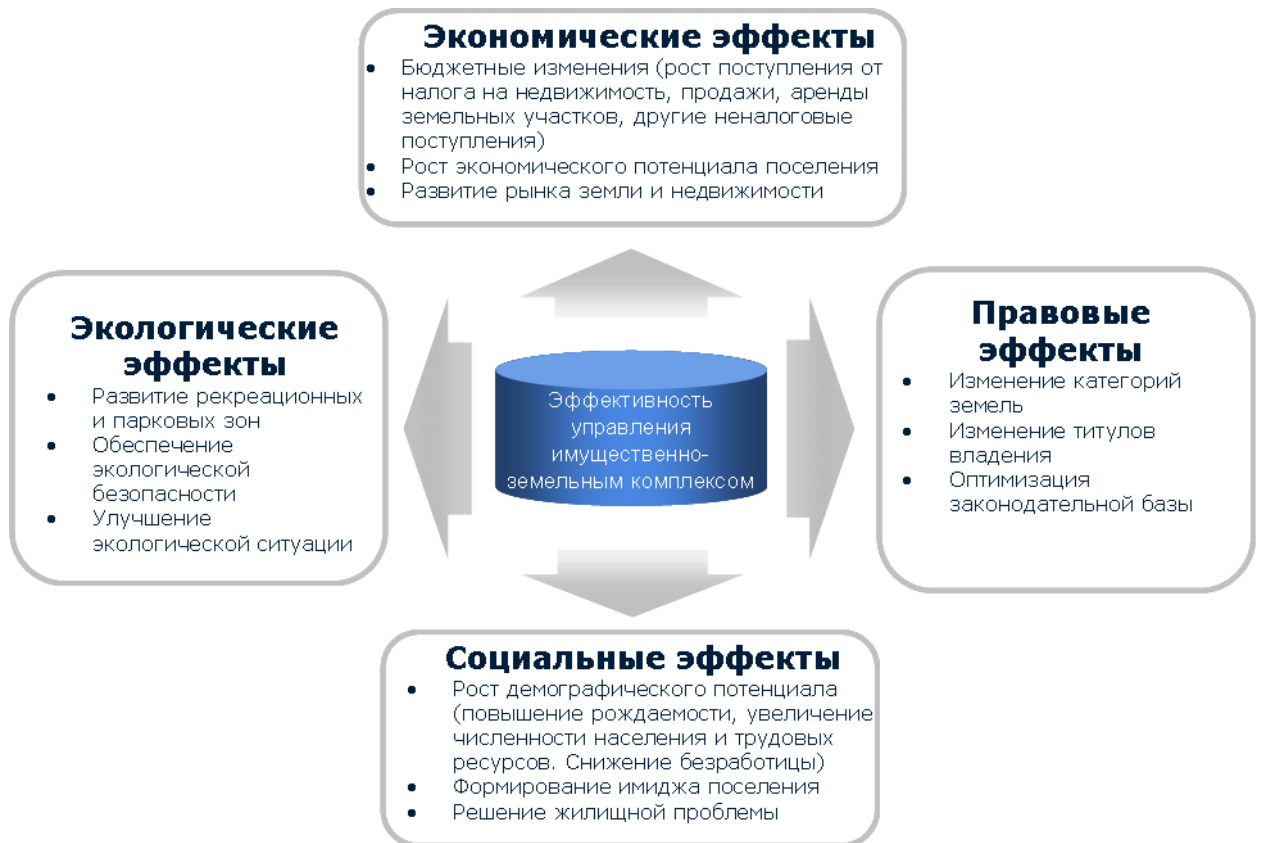 Экономические эффекты
• Бюджетные изменения (рост поступления от
налога на недвижимость, продажи, аренды
земельных участков, другие неналоговые
поступления)
• Рост экономического потенциала поселения
• Развитие рынка земли и недвижимости
Экологические
эффекты
• Развитие рекреационных
и парковых зон
• Обеспечение
экологической
безопасности
• Улучшение
экологической ситуации
Эффективность
управления
имущественно-
земельным комплексом
Правовые
эффекты
• Изменение категорий
земель
• Изменение титулов
владения
• Оптимизация
законодательной базы
Социальные эффекты
• Рост демографического потенциала
(повышение рождаемости, увеличение
численности населения и трудовых
ресурсов. Снижение безработицы)
• Формирование имиджа поселения
• Решение жилищной проблемы